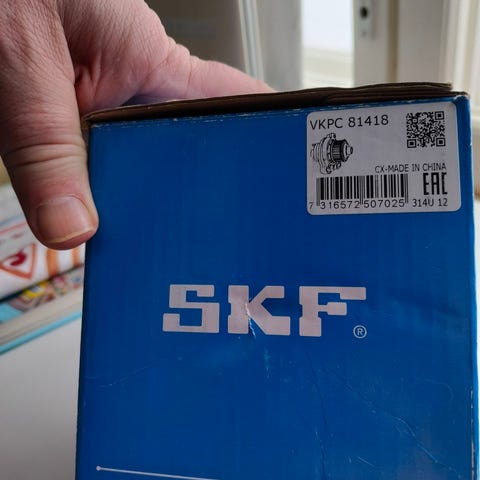 VKPC 81418
CX-MADE IN CHINA
EAC
7 316572 507025
314U 12
SKF
®